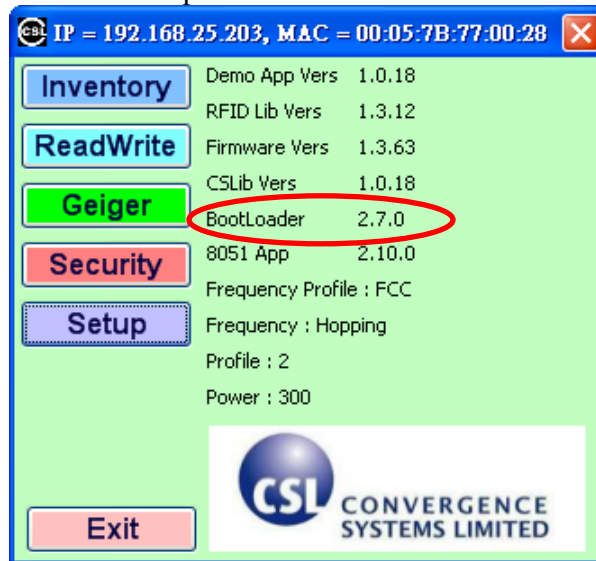 CSL IP = 192.168.25.203, MAC = 00:05:7B:77:00:28
Inventory
ReadWrite
Geiger
Security
Setup
Exit
Demo App Vers 1.0.18
RFID Lib Vers 1.3.12
Firmware Vers 1.3.63
CSLib Vers 1.0.18
BootLoader 2.7.0
8051 App 2.10.0
Frequency Profile : FCC
Frequency : Hopping
Profile : 2
Power : 300
CSL
CONVERGENCE
SYSTEMS LIMITED